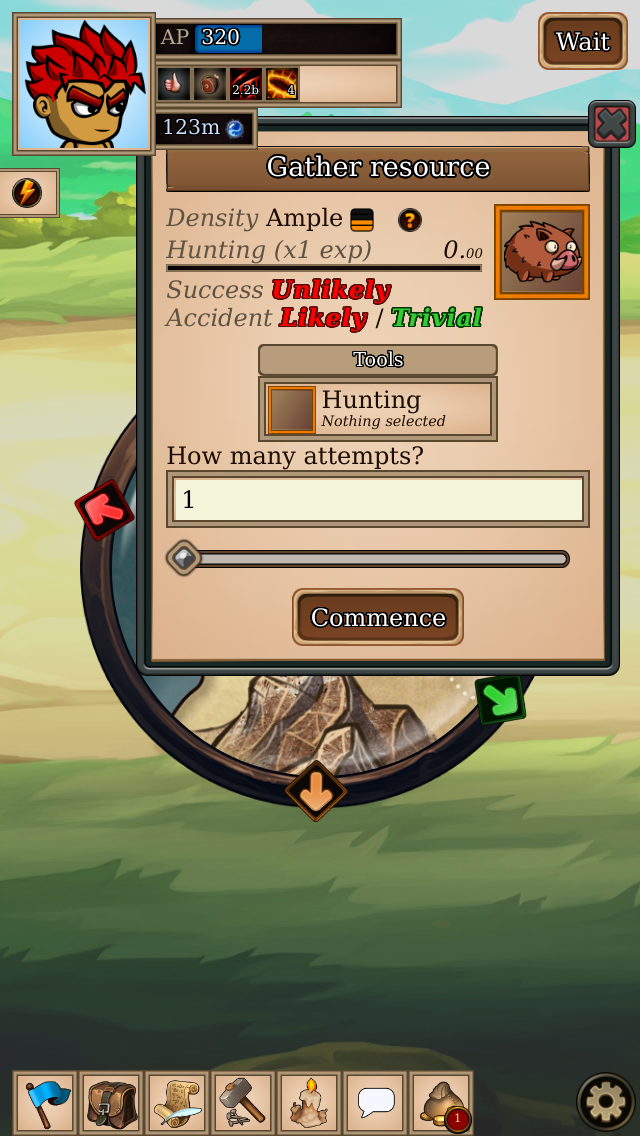 AP 320
Wait
2.2b 4
123m
Gather resource
Density Ample ?
Hunting (x1 exp) 0.00
Success Unlikely
Accident Likely / Trivial
Tools
Hunting
Nothing selected
How many attempts?
1
Commence
1